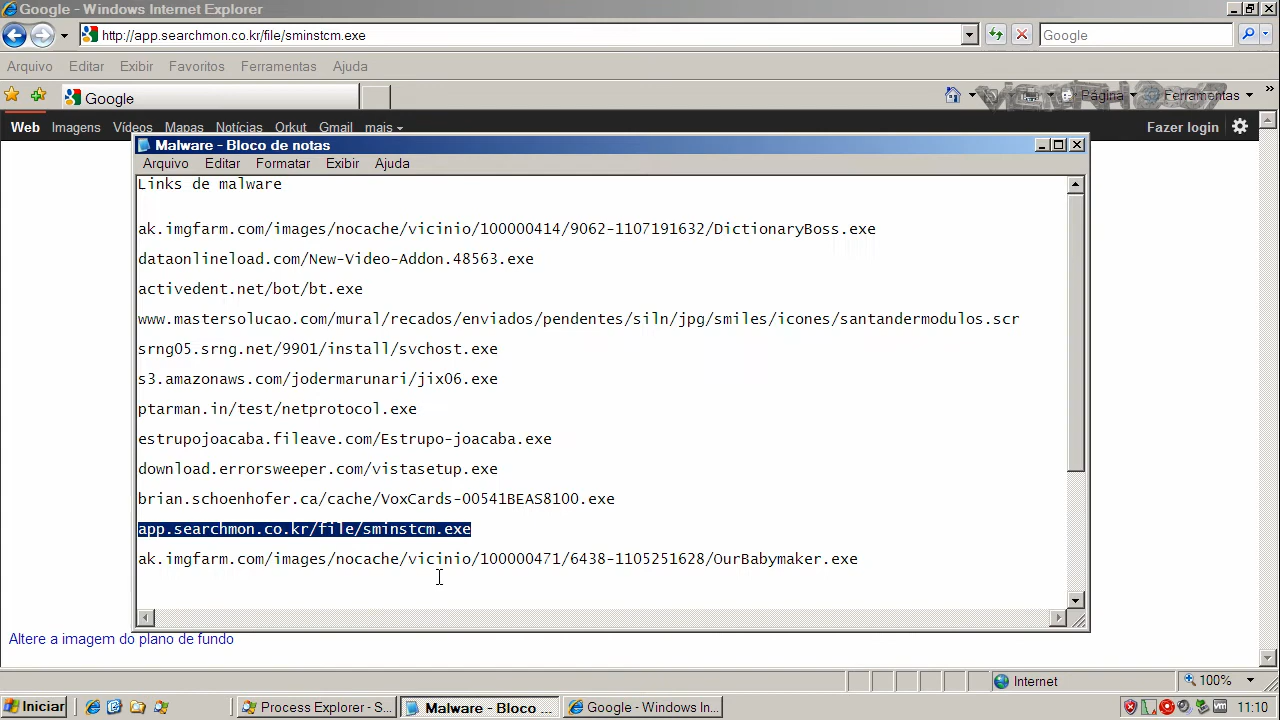 Google - Windows Internet Explorer
http://app.searchmon.co.kr/file/sminstcm.exe
Google
Arquivo Editar Exibir Favoritos Ferramentas Ajuda
Google
Página Ferramentas
Web Imagens Vídeos Mapas Notícias Orkut Gmail mais
Fazer login
Malware - Bloco de notas
Arquivo Editar Formatar Exibir Ajuda
Links de malware
ak.imgfarm.com/images/nocache/vicinio/100000414/9062-1107191632/DictionaryBoss.exe
dataonlineload.com/New-Video-Addon.48563.exe
activedent.net/bot/bt.exe
www.mastersolucao.com/mural/recados/enviados/pendentes/siln/jpg/smiles/icones/santandermodulos.scr
srng05.srng.net/9901/install/svchost.exe
s3.amazonaws.com/jodermarunari/jix06.exe
ptarman.in/test/netprotocol.exe
estrupojoacaba.fileave.com/Estrupo-joacaba.exe
download.errorsweeper.com/vistasetup.exe
brian.schoenhofer.ca/cache/VoxCards-00541BEAS8100.exe
app.searchmon.co.kr/file/sminstcm.exe
ak.imgfarm.com/images/nocache/vicinio/100000471/6438-1105251628/OurBabymaker.exe
Altere a imagem do plano de fundo
Internet
100%
Iniciar
Process Explorer - S...
Malware - Bloco ...
Google - Windows In...
11:10